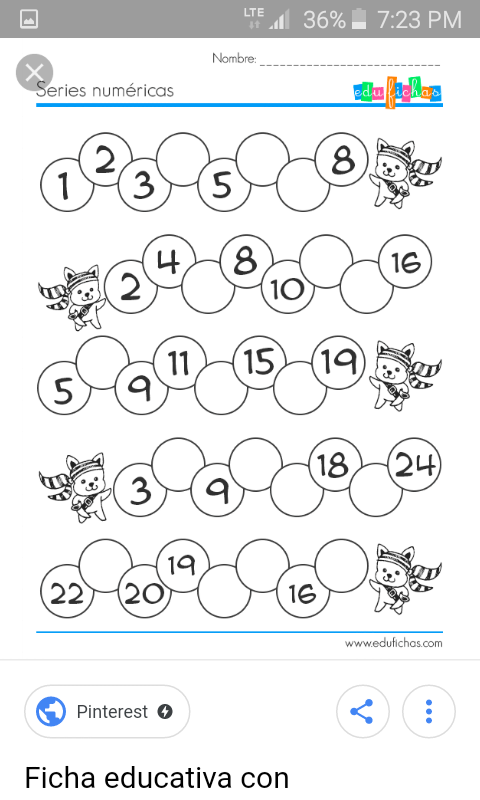 LTE 36% 7:23 PM
Nombre: ____________________________
Series numéricas edufichas
1 2 3 5 8
2 4 8 10 16
5 9 11 15 19
3 9 18 24
22 20 19 16
www.edufichas.com
Pinterest
Ficha educativa con